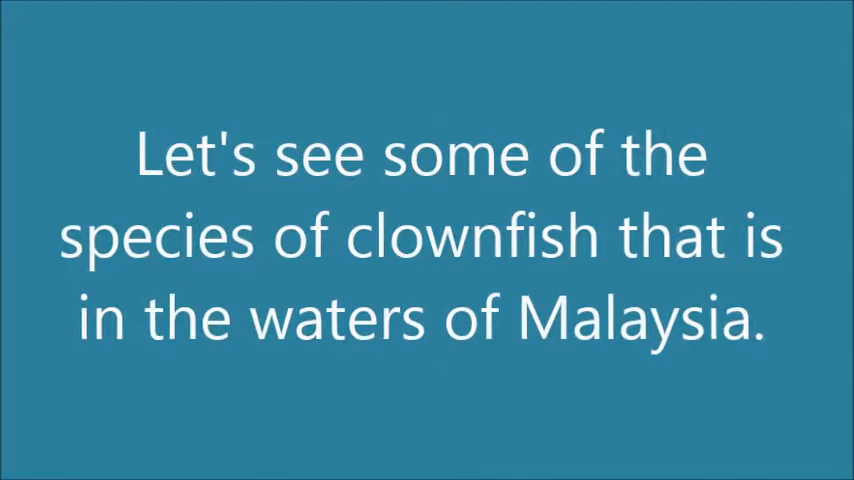 Let's see some of the
species of clownfish that is
in the waters of Malaysia.